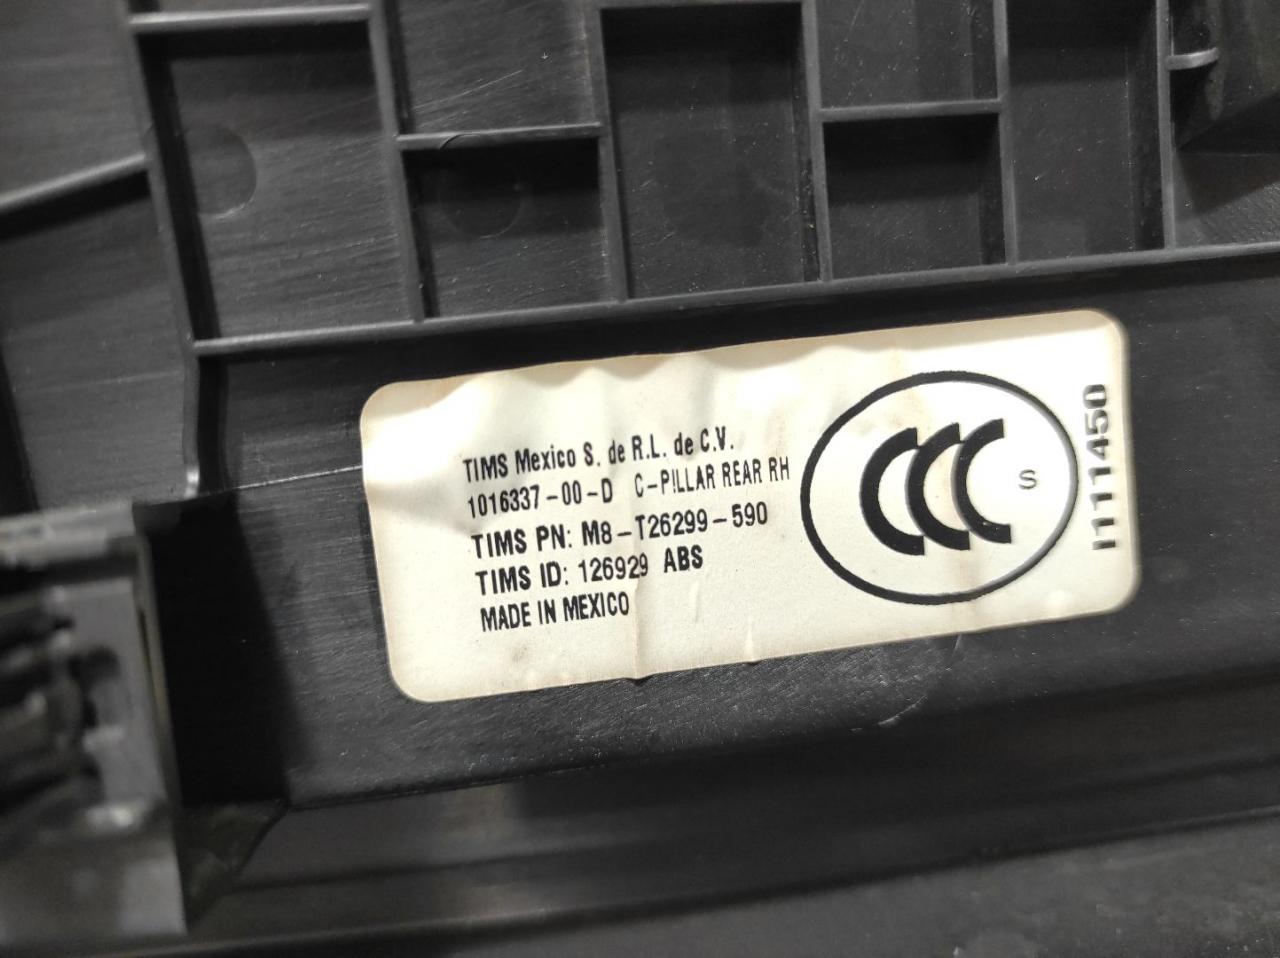 TIMS Mexico S. de R.L. de C.V.
1016337-00-D C-PILLAR REAR RH
TIMS PN: M8-T26299-590
TIMS ID: 126929 ABS
MADE IN MEXICO
CCC S
I111450